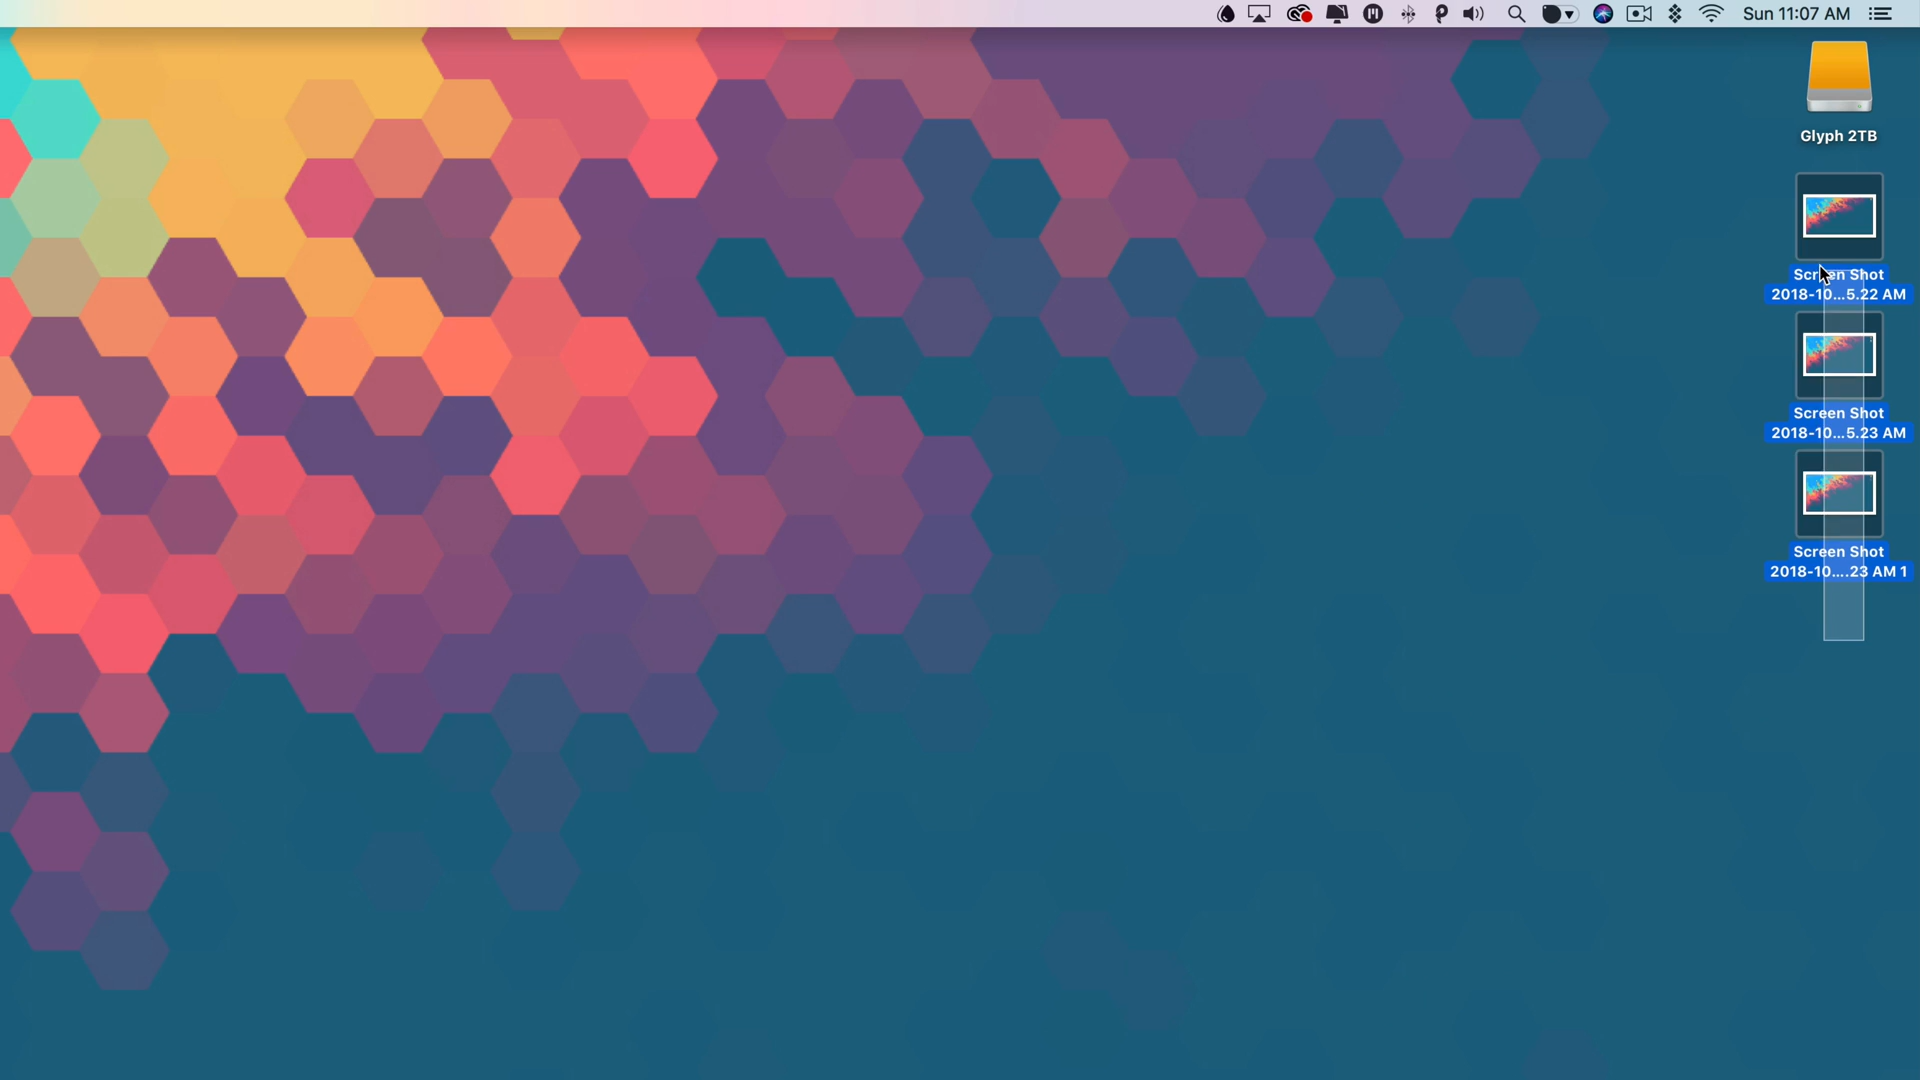 Sun 11:07 AM
Glyph 2TB
Screen Shot
2018-10...5.22 AM
Screen Shot
2018-10...5.23 AM
Screen Shot
2018-10....23 AM 1